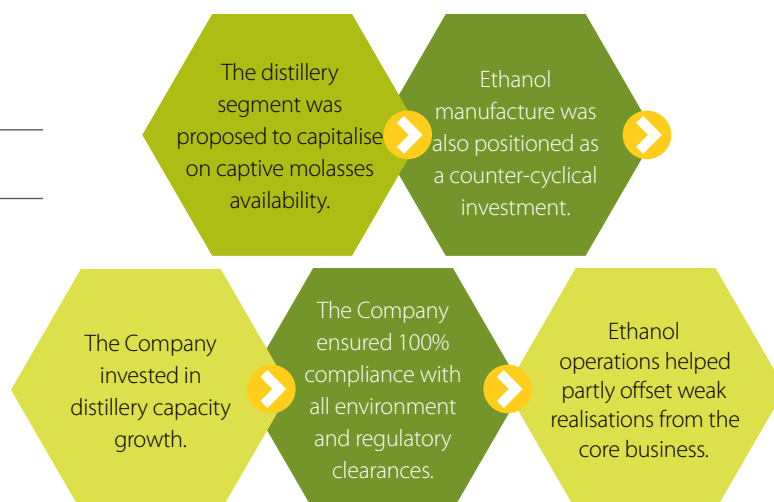 The distillery
segment was
proposed to capitalise
on captive molasses
availability.
Ethanol
manufacture was
also positioned as
a counter-cyclical
investment.
The Company
invested in
distillery capacity
growth.
The Company
ensured 100%
compliance with
all environment
and regulatory
clearances.
Ethanol
operations helped
partly offset weak
realisations from the
core business.